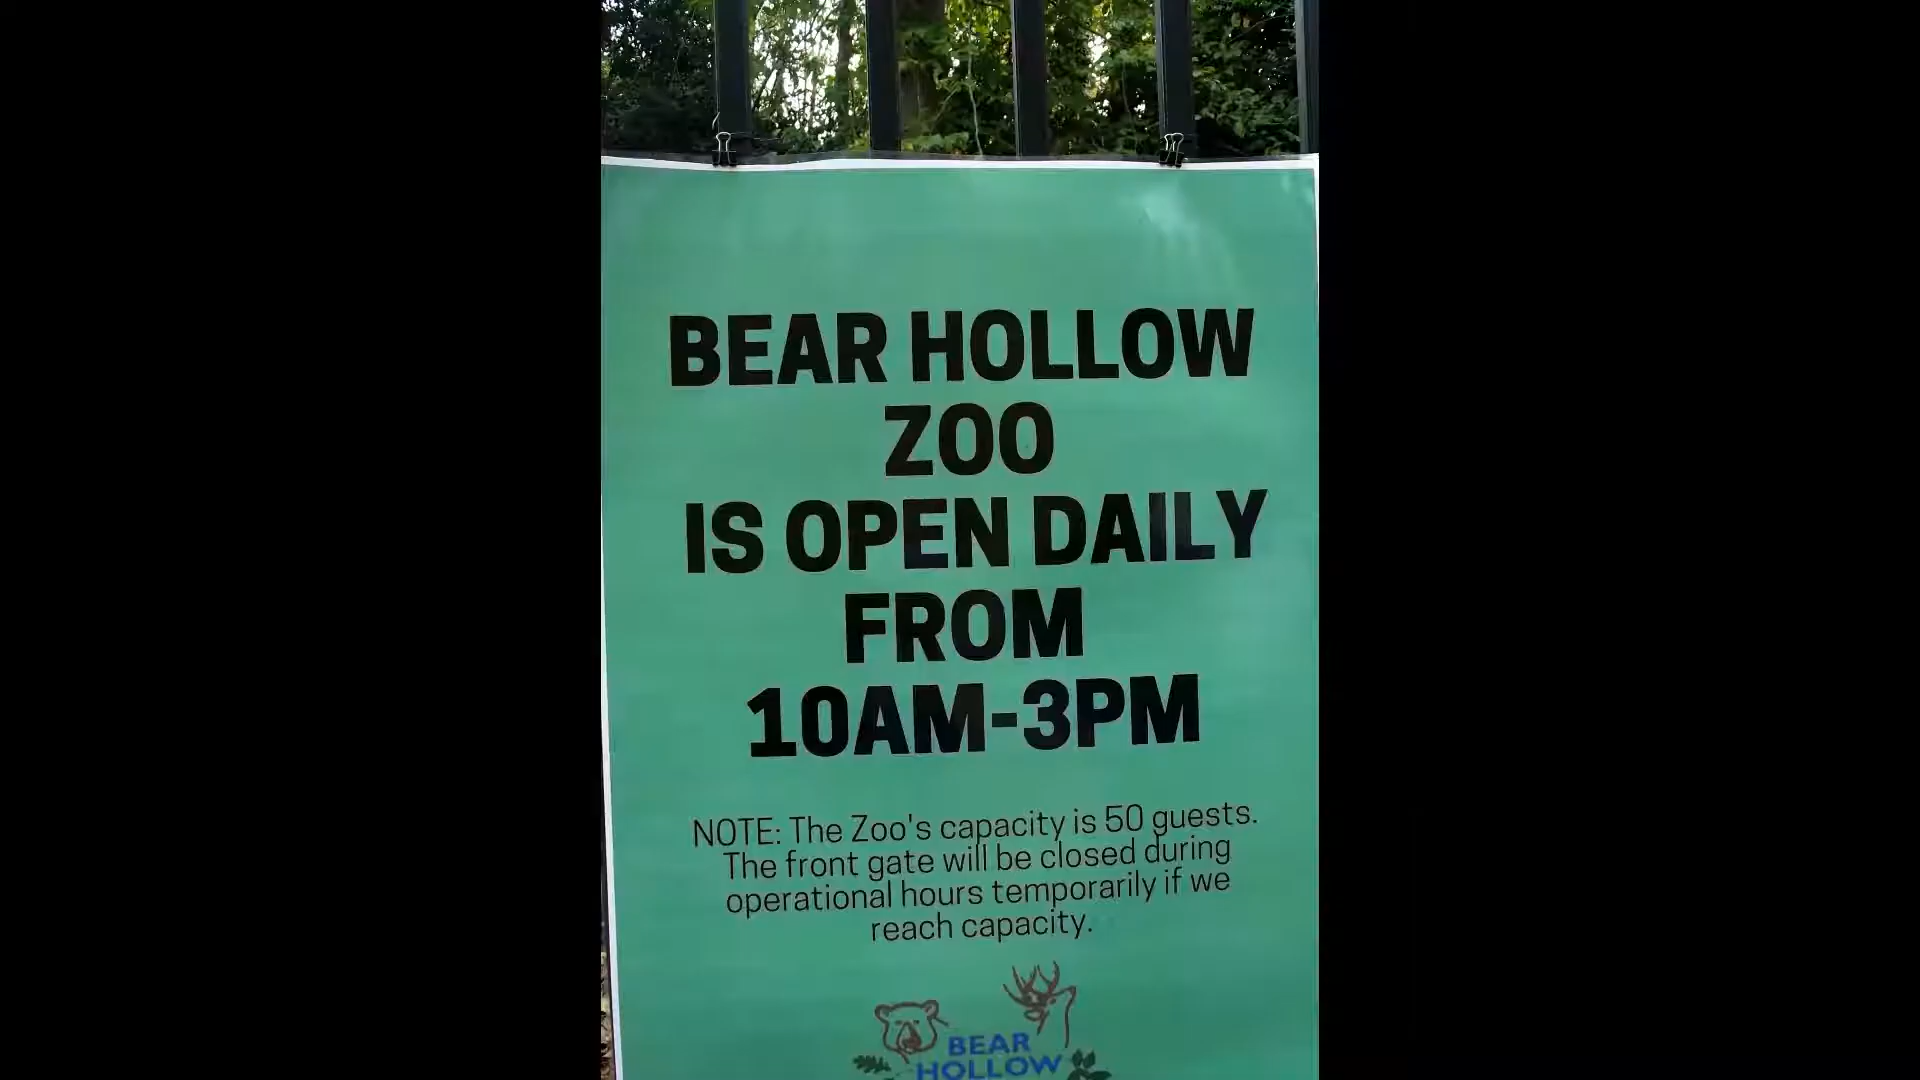 BEAR HOLLOW
ZOO
IS OPEN DAILY
FROM
10AM-3PM
NOTE: The Zoo's capacity is 50 guests.
The front gate will be closed during
operational hours temporarily if we
reach capacity.
BEAR
HOLLOW